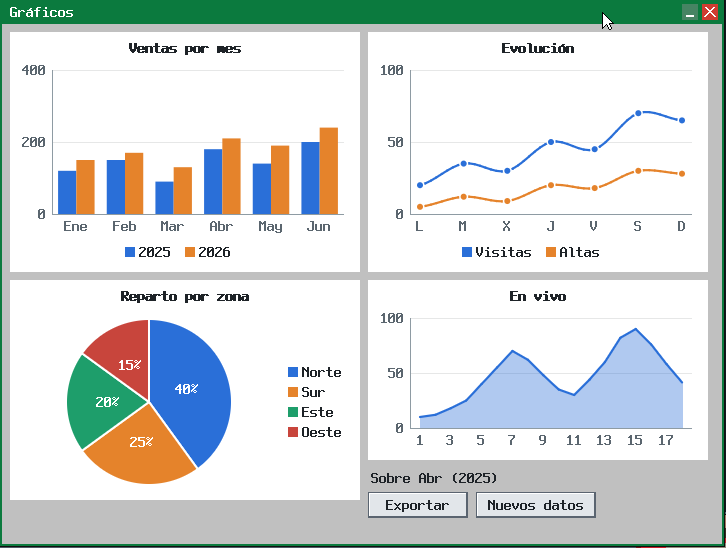 Gráficos
Ventas por mes
400
200
0
Ene Feb Mar Abr May Jun
2025 2026
Evolución
100
50
0
L M X J V S D
Visitas Altas
Reparto por zona
15%
40%
20%
25%
Norte
Sur
Este
Oeste
En vivo
100
50
0
1 3 5 7 9 11 13 15 17
Sobre Abr (2025)
Exportar Nuevos datos